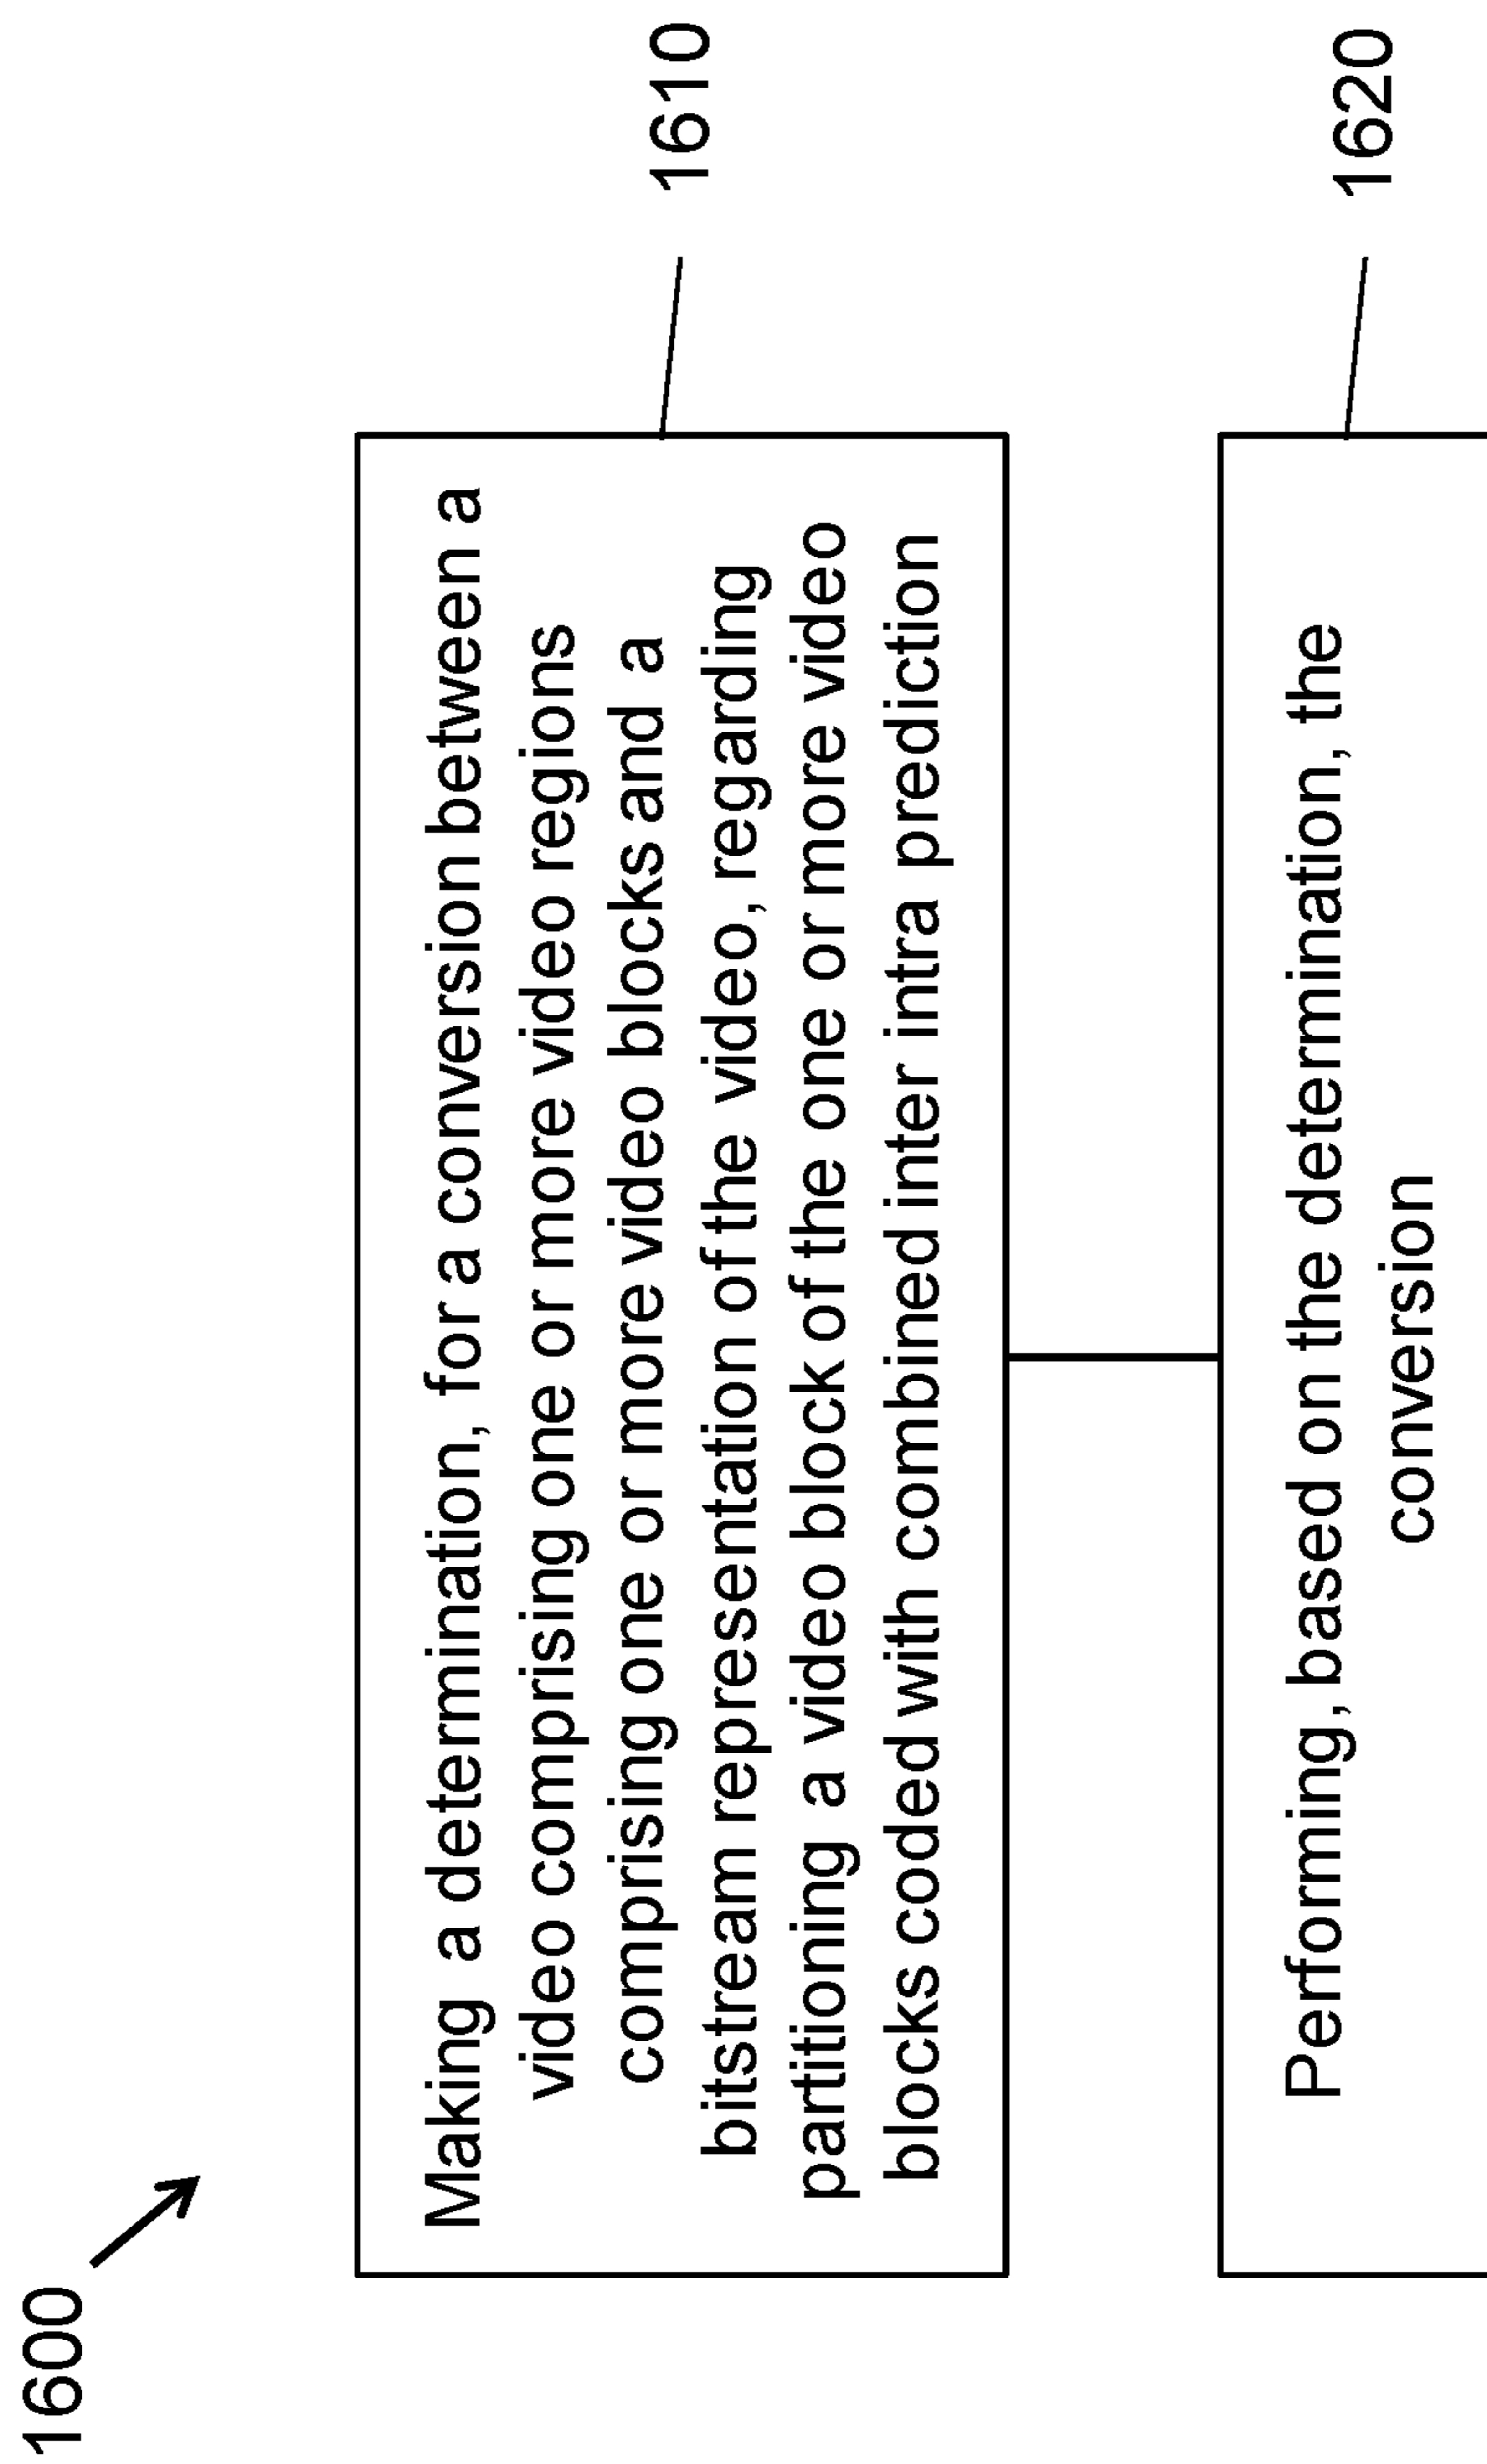 1600
Making a determination, for a conversion between a
video comprising one or more video regions
comprising one or more video blocks and a
bitstream representation of the video, regarding
partitioning a video block of the one or more video
blocks coded with combined inter intra prediction
1610
Performing, based on the determination, the
conversion
1620